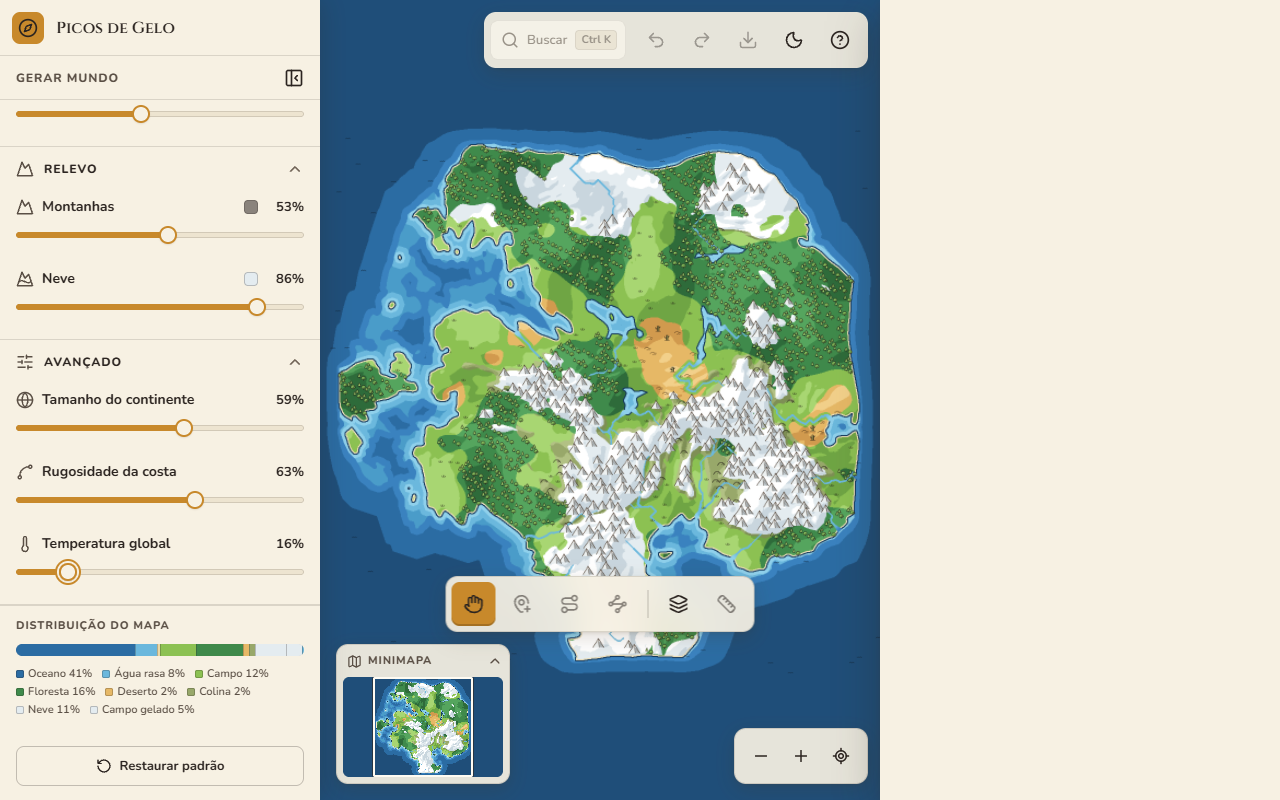 Picos de Gelo
GERAR MUNDO
RELEVO
Montanhas 53%
Neve 86%
AVANÇADO
Tamanho do continente 59%
Rugosidade da costa 63%
Temperatura global 16%
DISTRIBUIÇÃO DO MAPA
Oceano 41% Água rasa 8% Campo 12%
Floresta 16% Deserto 2% Colina 2%
Neve 11% Campo gelado 5%
Restaurar padrão
Buscar Ctrl K
MINIMAPA